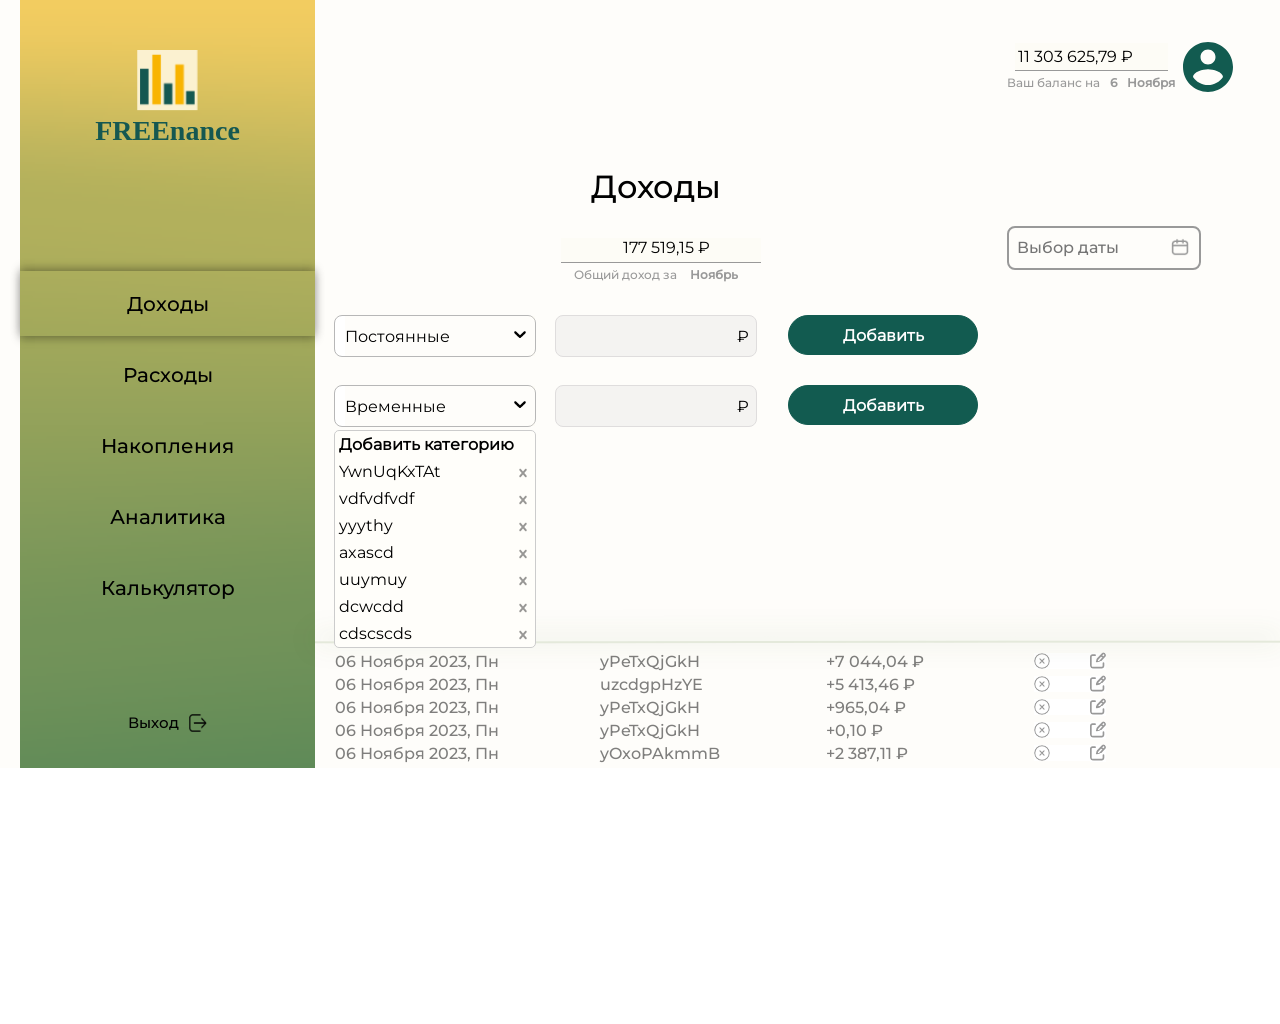 FREEnance
Доходы
Расходы
Накопления
Аналитика
Калькулятор
Выход
11 303 625,79 ₽
Ваш баланс на 6 Ноября
Доходы
177 519,15 ₽
Общий доход за Ноябрь
Выбор даты
Постоянные
₽
Добавить
Временные
₽
Добавить
Добавить категорию
YwnUqKxTAt x
vdfvdfvdf x
yyythy x
axascd x
uuymuy x
dcwcdd x
cdscscds x
06 Ноября 2023, Пн yPeTxQjGkH +7 044,04 ₽
06 Ноября 2023, Пн uzcdgpHzYE +5 413,46 ₽
06 Ноября 2023, Пн yPeTxQjGkH +965,04 ₽
06 Ноября 2023, Пн yPeTxQjGkH +0,10 ₽
06 Ноября 2023, Пн yOxoPAkmmB +2 387,11 ₽